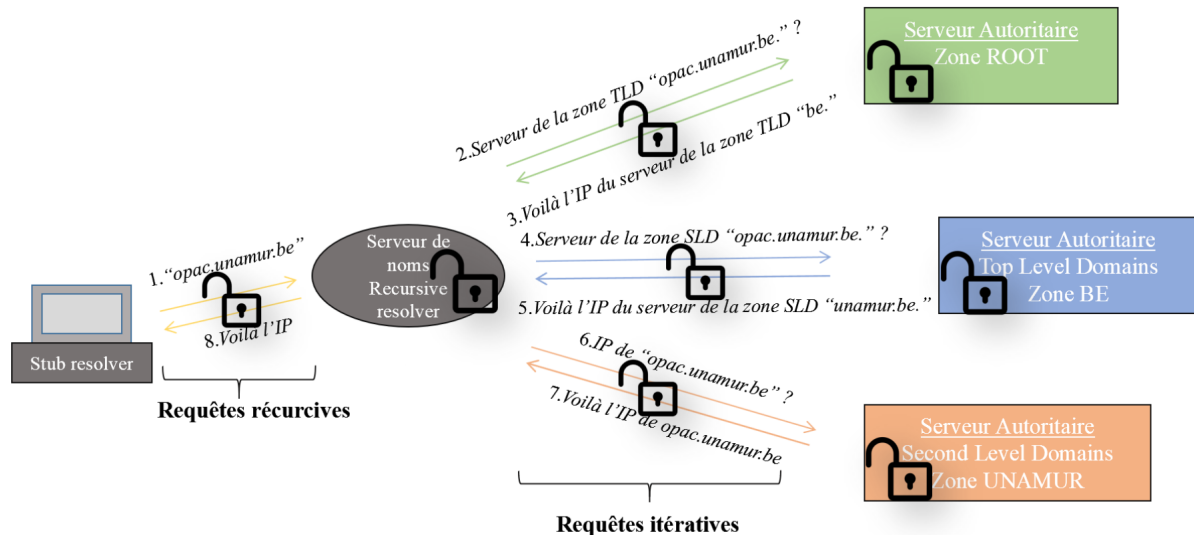 Serveur Autoritaire
Zone ROOT
2.Serveur de la zone TLD “opac.unamur.be.” ?
3.Voilà l’IP du serveur de la zone TLD “be.”
Serveur de
noms
Recursive
resolver
4.Serveur de la zone SLD “opac.unamur.be.” ?
5.Voilà l’IP du serveur de la zone SLD “unamur.be.”
Serveur Autoritaire
Top Level Domains
Zone BE
1.“opac.unamur.be”
8.Voilà l’IP
Stub resolver
Requêtes récurcives
6.IP de “opac.unamur.be” ?
7.Voilà l’IP de opac.unamur.be
Serveur Autoritaire
Second Level Domains
Zone UNAMUR
Requêtes itératives